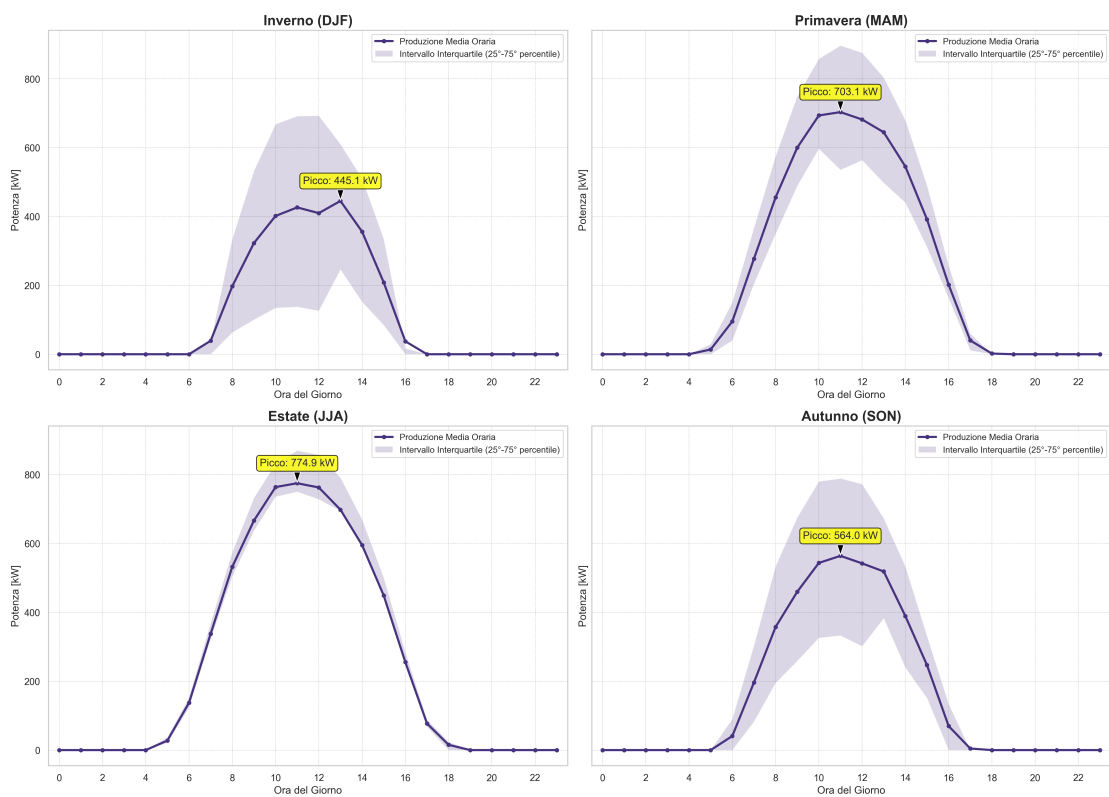 Inverno (DJF)
Produzione Media Oraria
Intervallo Interquartile (25°-75° percentile)
Picco: 445.1 kW
Potenza [kW]
800
600
400
200
0
0 2 4 6 8 10 12 14 16 18 20 22
Ora del Giorno
Primavera (MAM)
Produzione Media Oraria
Intervallo Interquartile (25°-75° percentile)
Picco: 703.1 kW
Potenza [kW]
0 2 4 6 8 10 12 14 16 18 20 22
Ora del Giorno
Estate (JJA)
Produzione Media Oraria
Intervallo Interquartile (25°-75° percentile)
Picco: 774.9 kW
Potenza [kW]
800
600
400
200
0
0 2 4 6 8 10 12 14 16 18 20 22
Ora del Giorno
Autunno (SON)
Produzione Media Oraria
Intervallo Interquartile (25°-75° percentile)
Picco: 564.0 kW
Potenza [kW]
0 2 4 6 8 10 12 14 16 18 20 22
Ora del Giorno